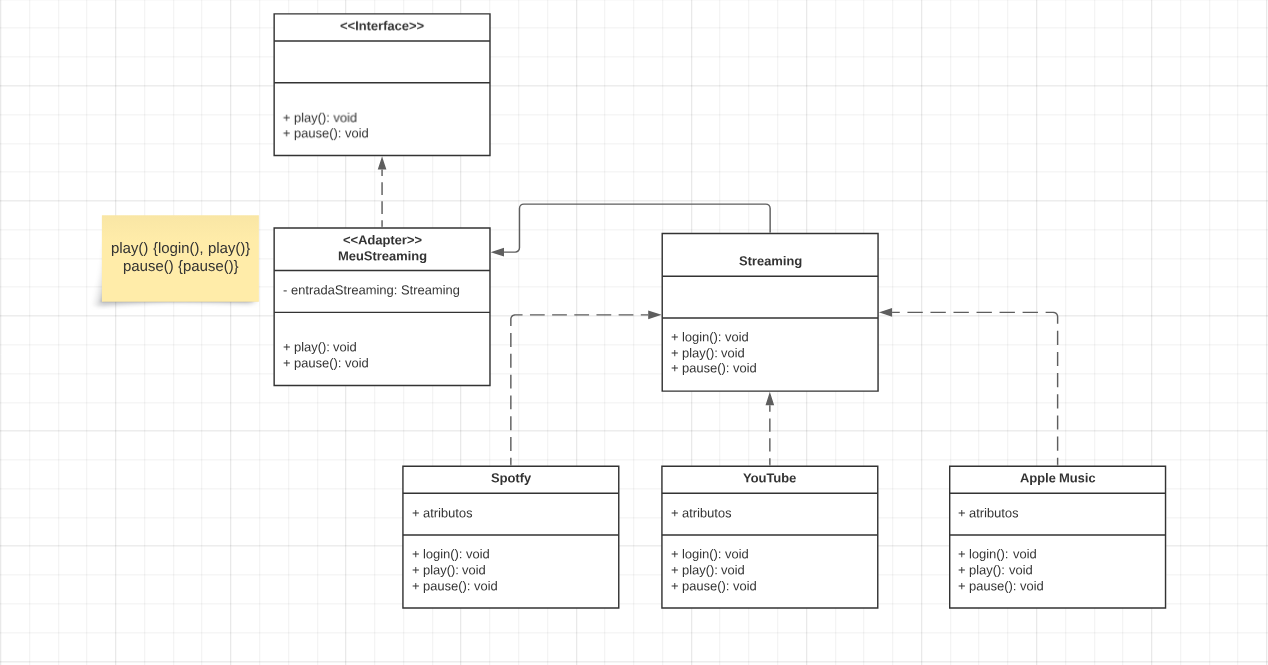 <<Interface>>
+ play(): void
+ pause(): void
play() {login(), play()}
pause() {pause()}
<<Adapter>>
MeuStreaming
- entradaStreaming: Streaming
+ play(): void
+ pause(): void
Streaming
+ login(): void
+ play(): void
+ pause(): void
Spotfy
+ atributos
+ login(): void
+ play(): void
+ pause(): void
YouTube
+ atributos
+ login(): void
+ play(): void
+ pause(): void
Apple Music
+ atributos
+ login(): void
+ play(): void
+ pause(): void